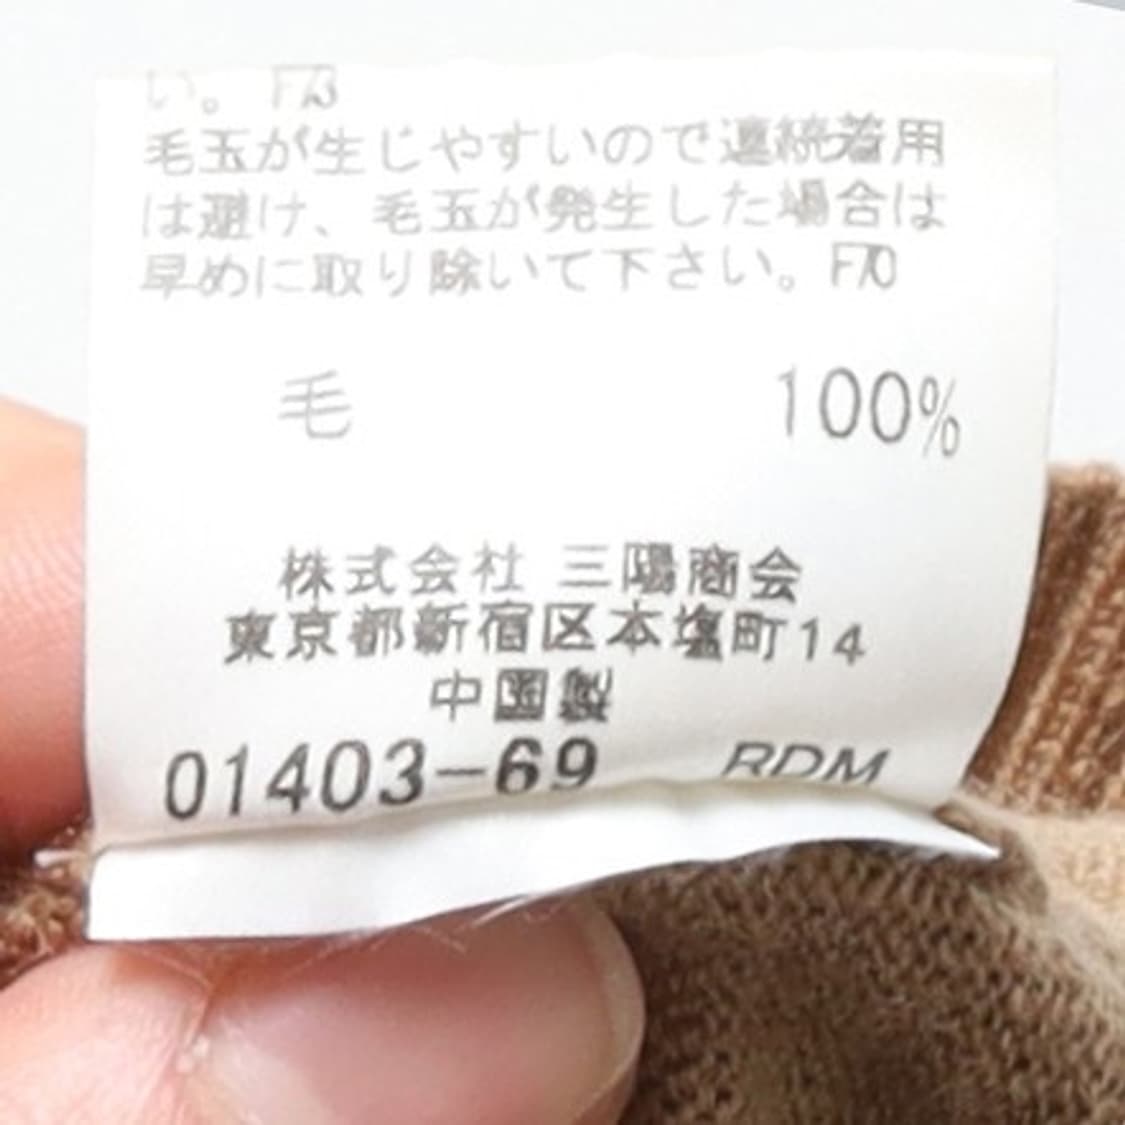 い。 F73
毛玉が生じやすいので連続着用
は避け、毛玉が発生した場合は
早めに取り除いて下さい。F70
毛 100%
株式会社 三陽商会
東京都新宿区本塩町14
中国製
01403-69 RDM